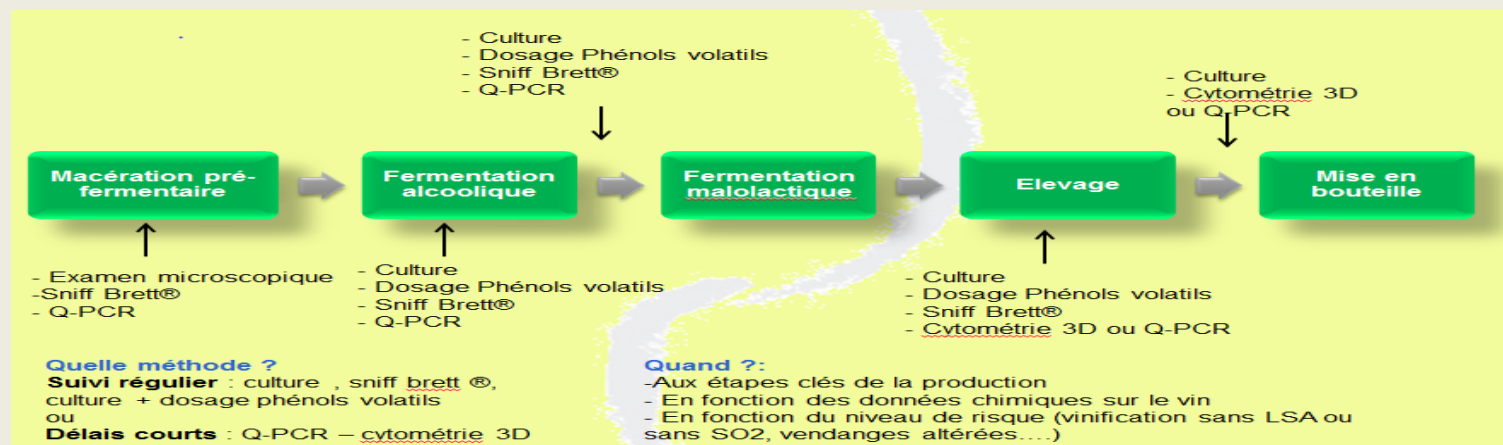 - Culture
- Dosage Phénols volatils
- Sniff Brett®
- Q-PCR
- Culture
- Cytométrie 3D
ou Q-PCR
Macération pré-
fermentaire
Fermentation
alcoolique
Fermentation
malolactique
Elevage
Mise en
bouteille
- Examen microscopique
-Sniff Brett®
- Q-PCR
- Culture
- Dosage Phénols volatils
- Sniff Brett®
- Q-PCR
- Culture
- Dosage Phénols volatils
- Sniff Brett®
- Cytométrie 3D ou Q-PCR
Quelle méthode ?
Suivi régulier : culture , sniff brett ®,
culture + dosage phénols volatils
ou
Délais courts : Q-PCR – cytométrie 3D
Quand ?:
-Aux étapes clés de la production
- En fonction des données chimiques sur le vin
- En fonction du niveau de risque (vinification sans LSA ou
sans SO2, vendanges altérées....)